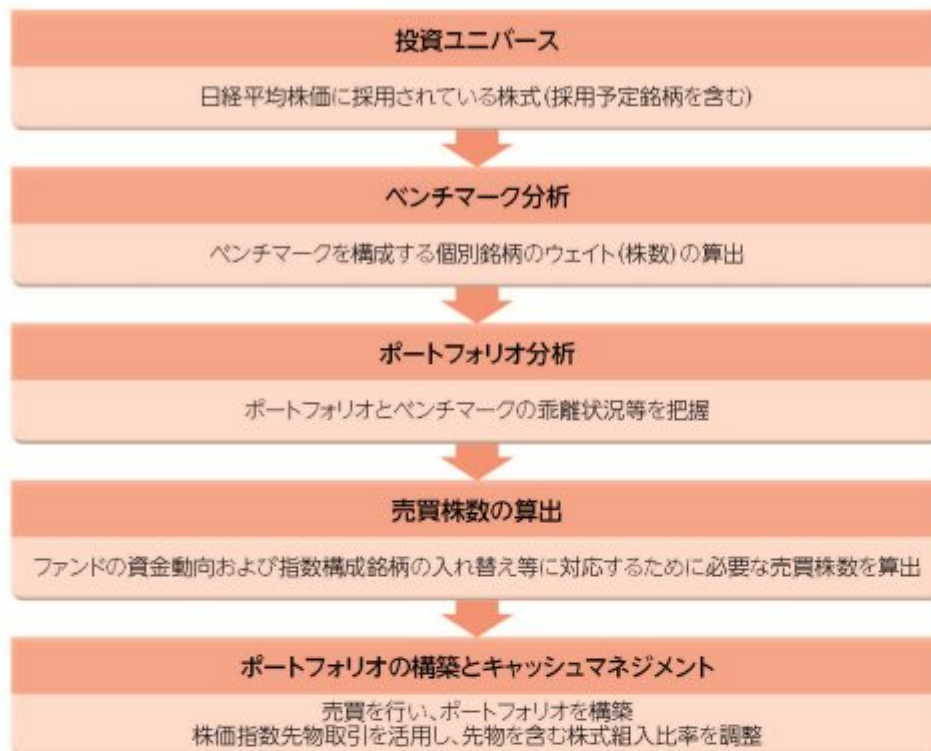 投資ユニバース
日経平均株価に採用されている株式(採用予定銘柄を含む)
ベンチマーク分析
ベンチマークを構成する個別銘柄のウェイト(株数)の算出
ポートフォリオ分析
ポートフォリオとベンチマークの乖離状況等を把握
売買株数の算出
ファンドの資金動向および指数構成銘柄の入れ替え等に対応するために必要な売買株数を算出
ポートフォリオの構築とキャッシュマネジメント
売買を行い、ポートフォリオを構築
株価指数先物取引を活用し、先物を含む株式組入比率を調整